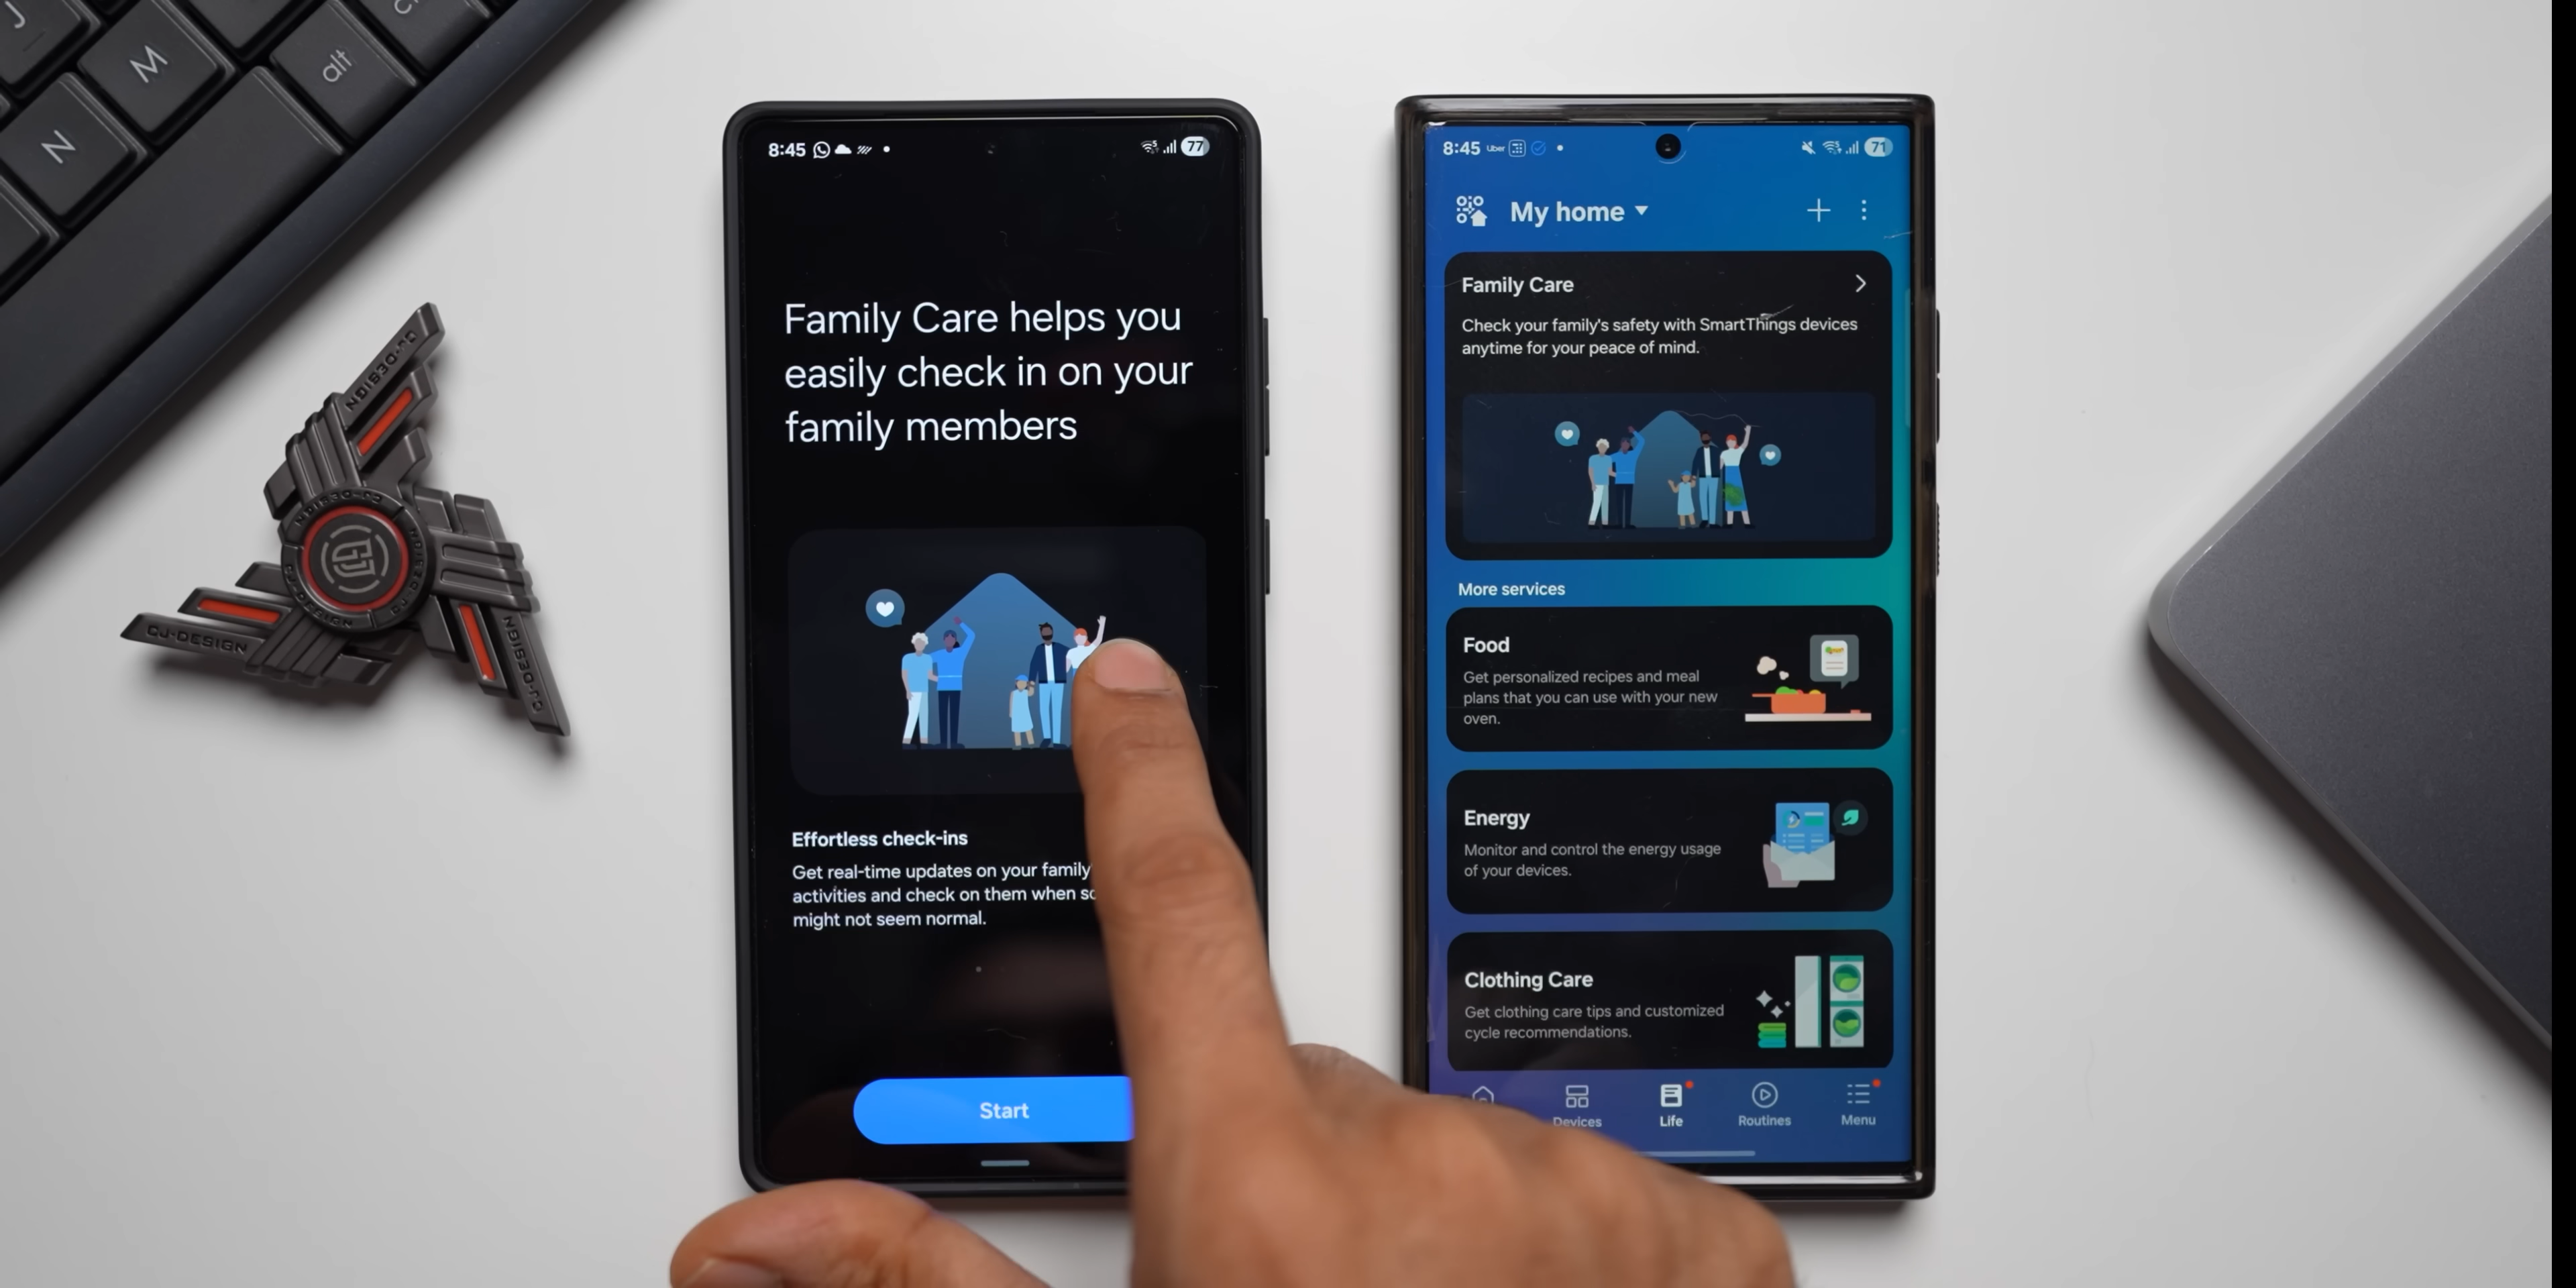 J
M
alt
N
CJ-DESIGN
CJ-DESIGN
CJ-DESIGN
8:45
77
Family Care helps you
easily check in on your
family members
Effortless check-ins
Get real-time updates on your family
activities and check on them when
might not seem normal.
Start
8:45 Uber
71
My home
Family Care
Check your family's safety with SmartThings devices
anytime for your peace of mind.
More services
Food
Get personalized recipes and meal
plans that you can use with your new
oven.
Energy
Monitor and control the energy usage
of your devices.
Clothing Care
Get clothing care tips and customized
cycle recommendations.
Devices
Life
Routines
Menu